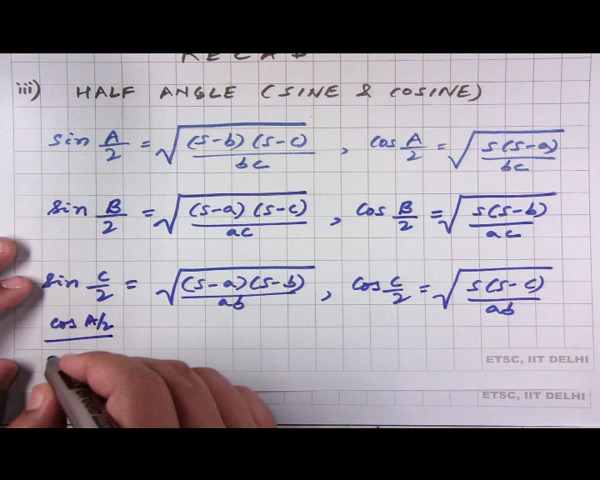 RECAP
iii) HALF ANGLE (SINE & COSINE)
sin A/2 = √((s-b)(s-c)/bc) , cos A/2 = √(s(s-a)/bc)
sin B/2 = √((s-a)(s-c)/ac) , cos B/2 = √(s(s-b)/ac)
sin C/2 = √((s-a)(s-b)/ab) , cos C/2 = √(s(s-c)/ab)
cos A/2
ETSC, IIT DELHI
ETSC, IIT DELHI